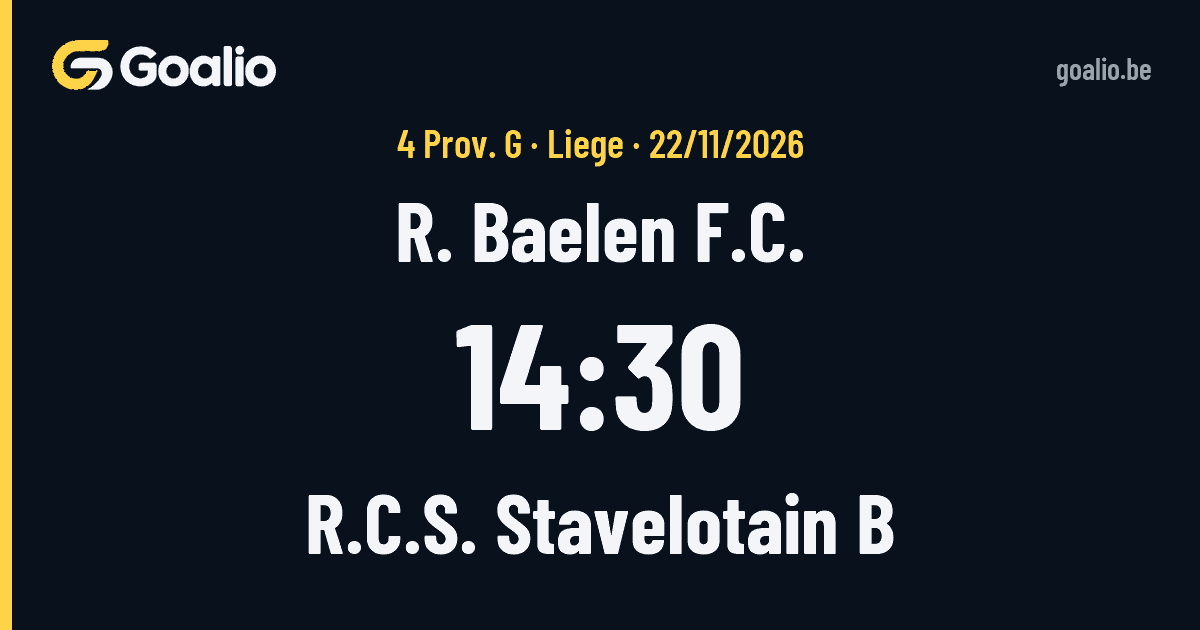 Goalio
goalio.be
4 Prov. G · Liege · 22/11/2026
R. Baelen F.C.
14:30
R.C.S. Stavelotain B